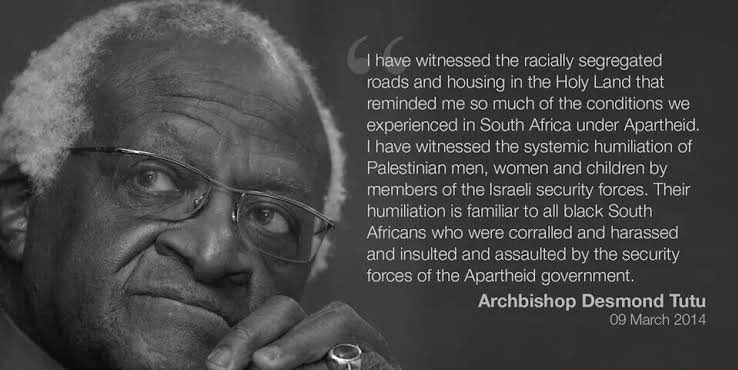 “
I have witnessed the racially segregated
roads and housing in the Holy Land that
reminded me so much of the conditions we
experienced in South Africa under Apartheid.
I have witnessed the systemic humiliation of
Palestinian men, women and children by
members of the Israeli security forces. Their
humiliation is familiar to all black South
Africans who were corralled and harassed
and insulted and assaulted by the security
forces of the Apartheid government.
Archbishop Desmond Tutu
09 March 2014